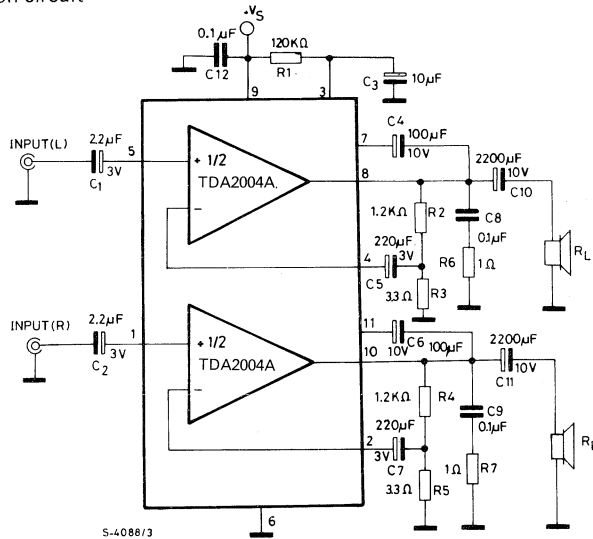 on circuit
+Vs
0.1µF
C12
120KΩ
R1
C3
10µF
9
3
INPUT(L)
2.2µF
3V
C1
5
+ 1/2
TDA2004A.
−
7
C4
100µF
10V
8
2200µF
10V
C10
1.2KΩ
R2
C8
0.1µF
220µF
3V
4
C5
R6
1Ω
3.3Ω
R3
RL
INPUT(R)
2.2µF
3V
C2
1
+ 1/2
TDA2004A
−
11
C6
10V
100µF
10
2200µF
10V
C11
1.2KΩ
R4
C9
0.1µF
220µF
2
3V
C7
1Ω
R7
3.3Ω
R5
6
S-4088/3